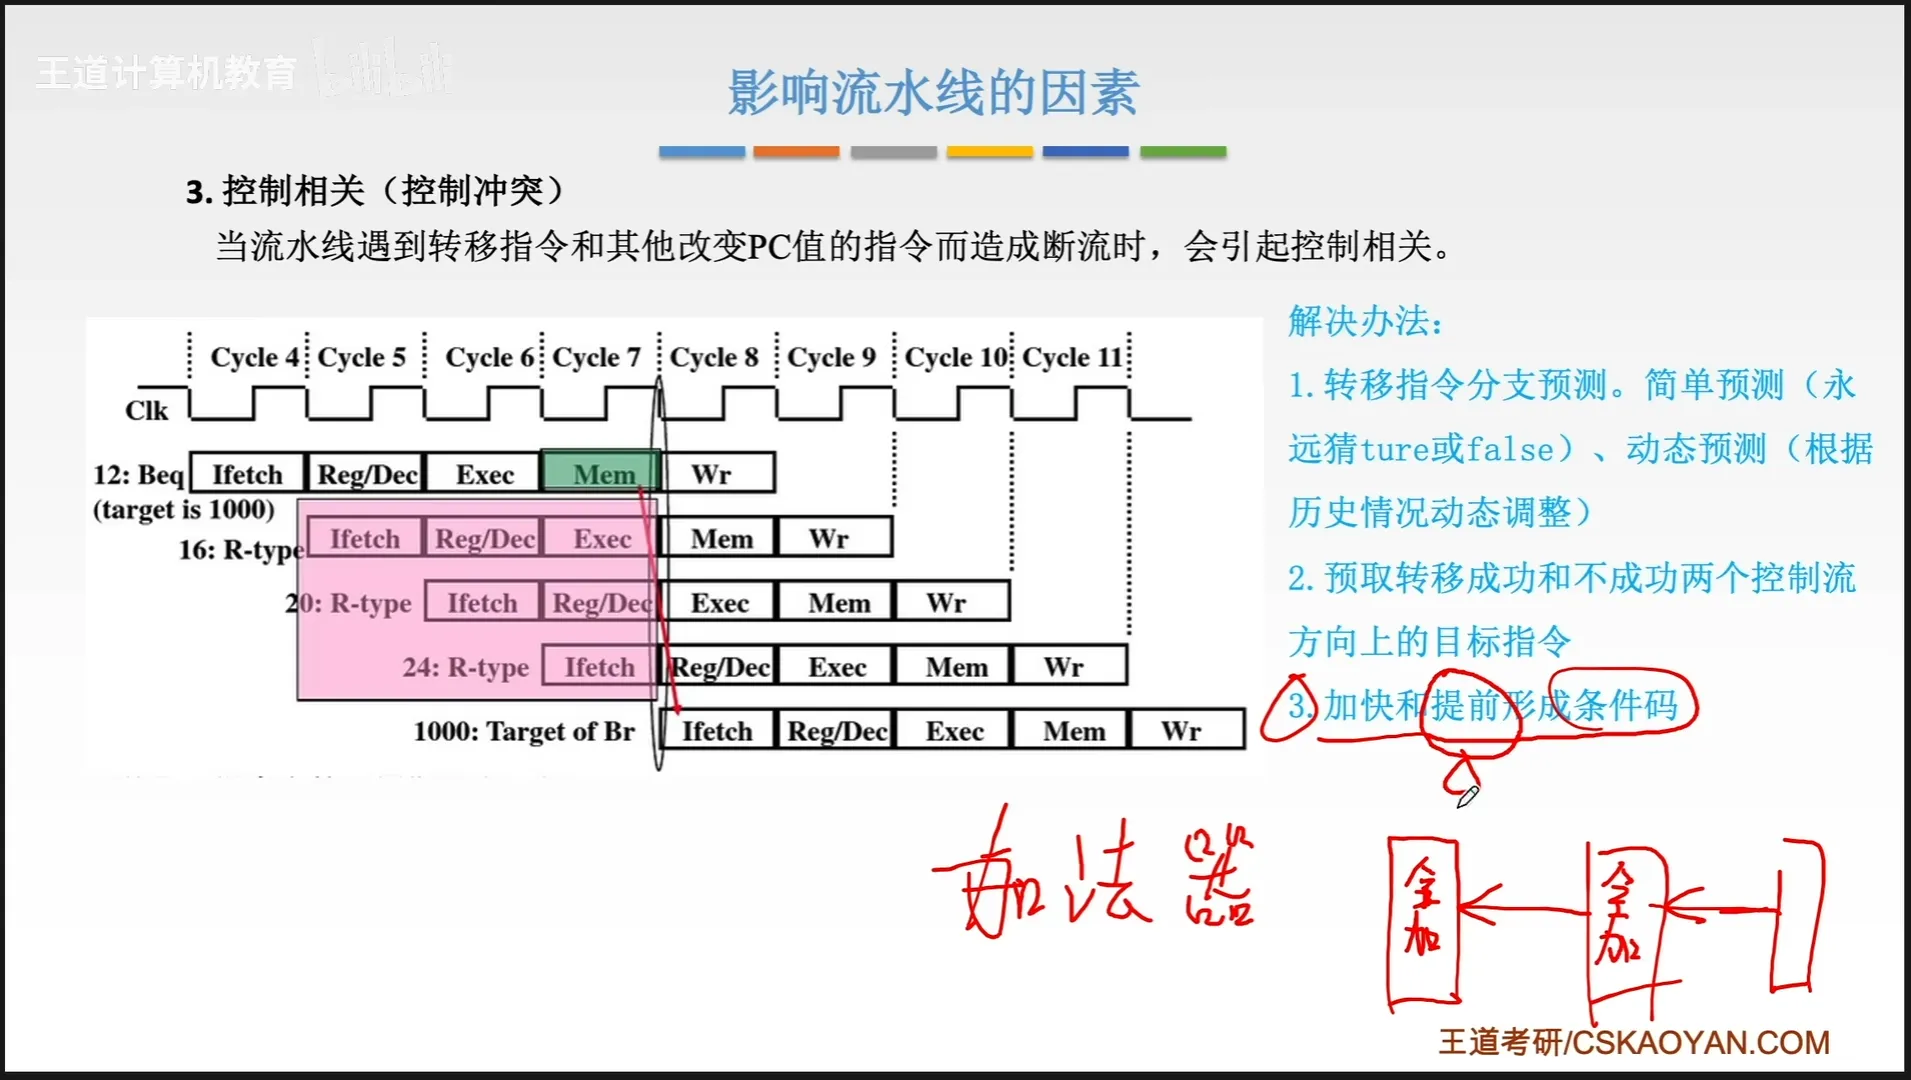 王道计算机教育 bilibili
影响流水线的因素
3. 控制相关（控制冲突）
当流水线遇到转移指令和其他改变PC值的指令而造成断流时，会引起控制相关。
Cycle 4 Cycle 5 Cycle 6 Cycle 7 Cycle 8 Cycle 9 Cycle 10 Cycle 11
Clk
12: Beq Ifetch Reg/Dec Exec Mem Wr
(target is 1000)
16: R-type Ifetch Reg/Dec Exec Mem Wr
20: R-type Ifetch Reg/Dec Exec Mem Wr
24: R-type Ifetch Reg/Dec Exec Mem Wr
1000: Target of Br Ifetch Reg/Dec Exec Mem Wr
解决办法：
1.转移指令分支预测。简单预测（永
远猜ture或false）、动态预测（根据
历史情况动态调整）
2.预取转移成功和不成功两个控制流
方向上的目标指令
3.加快和提前形成条件码
加法器
全加 全加
王道考研/CSKAOYAN.COM